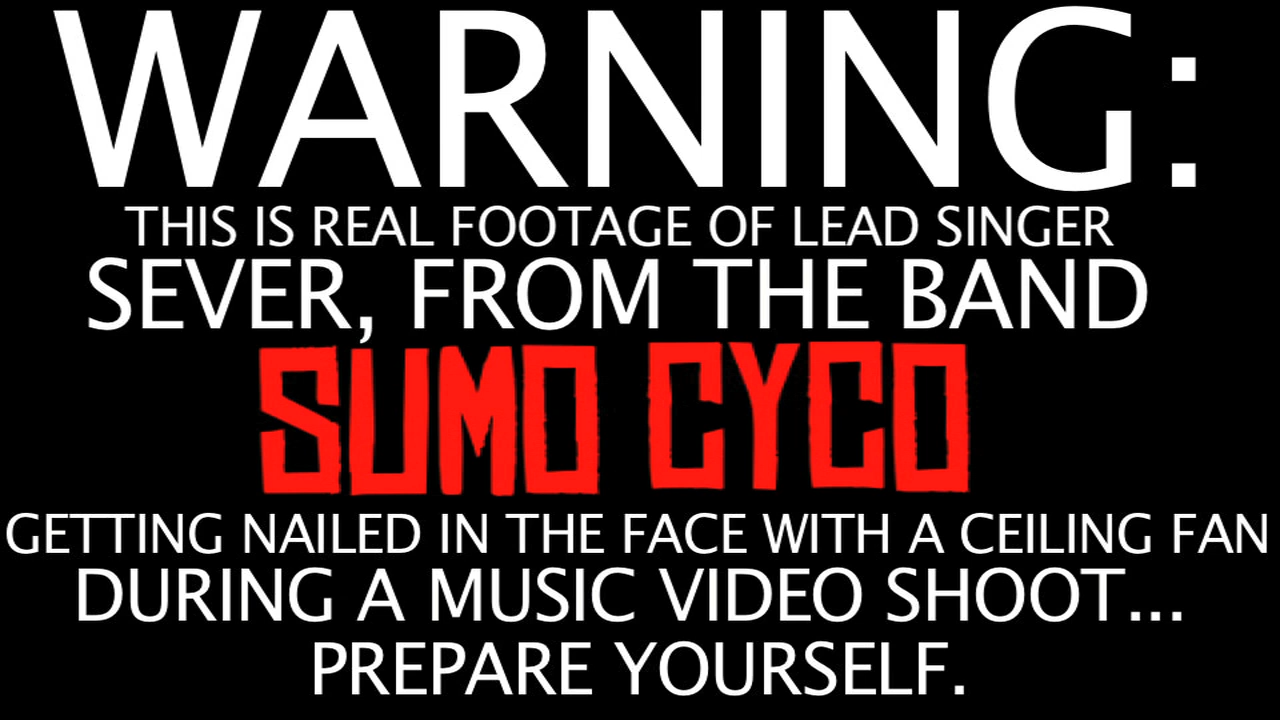 WARNING:
THIS IS REAL FOOTAGE OF LEAD SINGER
SEVER, FROM THE BAND
SUMO CYCO
GETTING NAILED IN THE FACE WITH A CEILING FAN
DURING A MUSIC VIDEO SHOOT...
PREPARE YOURSELF.